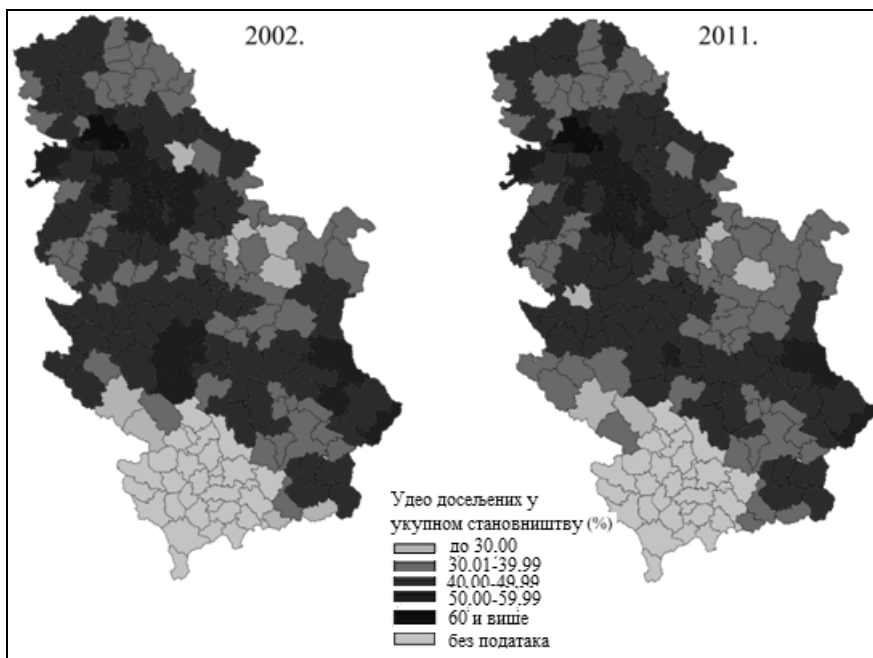 2002.
2011.
Удео досељених у
укупном становништву (%)
до 30.00
30.01-39.99
40.00-49.99
50.00-59.99
60 и више
без података